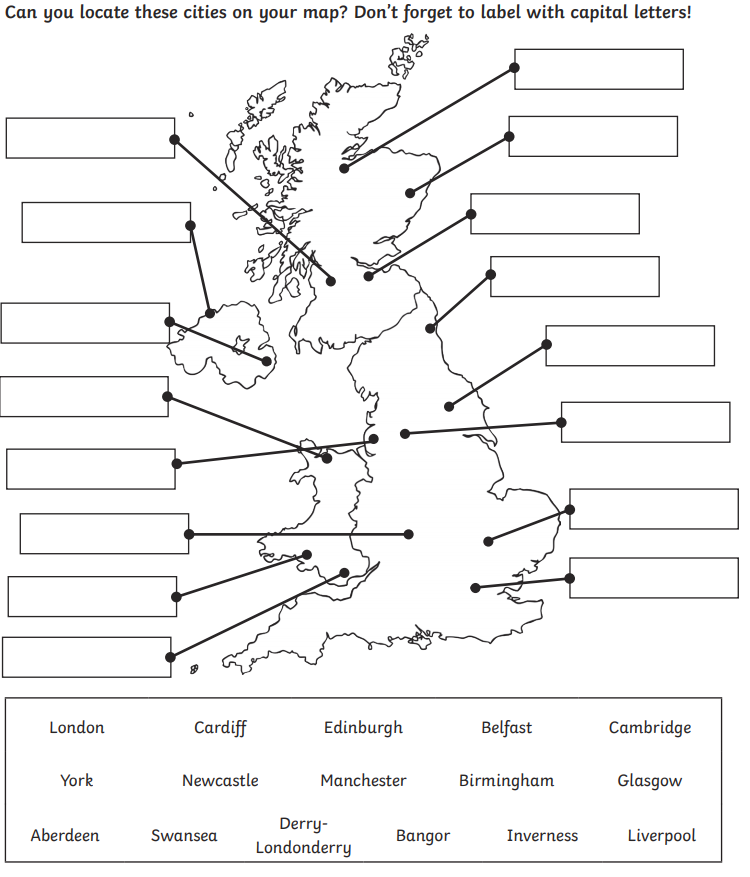 Can you locate these cities on your map? Don't forget to label with capital letters!
London Cardiff Edinburgh Belfast Cambridge
York Newcastle Manchester Birmingham Glasgow
Aberdeen Swansea Derry-Londonderry Bangor Inverness Liverpool